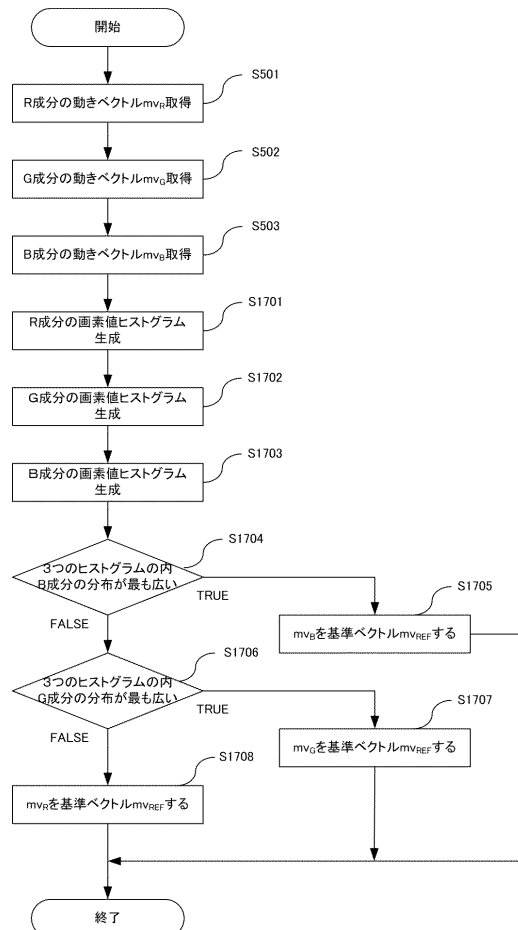 開始
S501
R成分の動きベクトルmvR取得
S502
G成分の動きベクトルmvG取得
S503
B成分の動きベクトルmvB取得
S1701
R成分の画素値ヒストグラム
生成
S1702
G成分の画素値ヒストグラム
生成
S1703
B成分の画素値ヒストグラム
生成
S1704
3つのヒストグラムの内
B成分の分布が最も広い
TRUE
FALSE
S1705
mvBを基準ベクトルmvREFする
S1706
3つのヒストグラムの内
G成分の分布が最も広い
TRUE
FALSE
S1707
mvGを基準ベクトルmvREFする
S1708
mvRを基準ベクトルmvREFする
終了